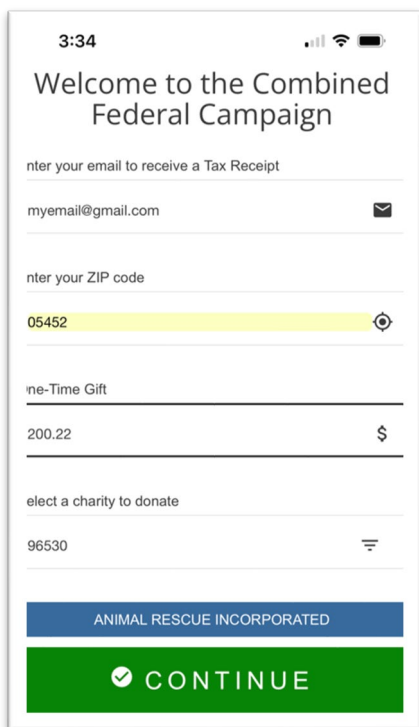 3:34
Welcome to the Combined
Federal Campaign
nter your email to receive a Tax Receipt
myemail@gmail.com
nter your ZIP code
05452
ne-Time Gift
200.22 $
elect a charity to donate
96530
ANIMAL RESCUE INCORPORATED
CONTINUE